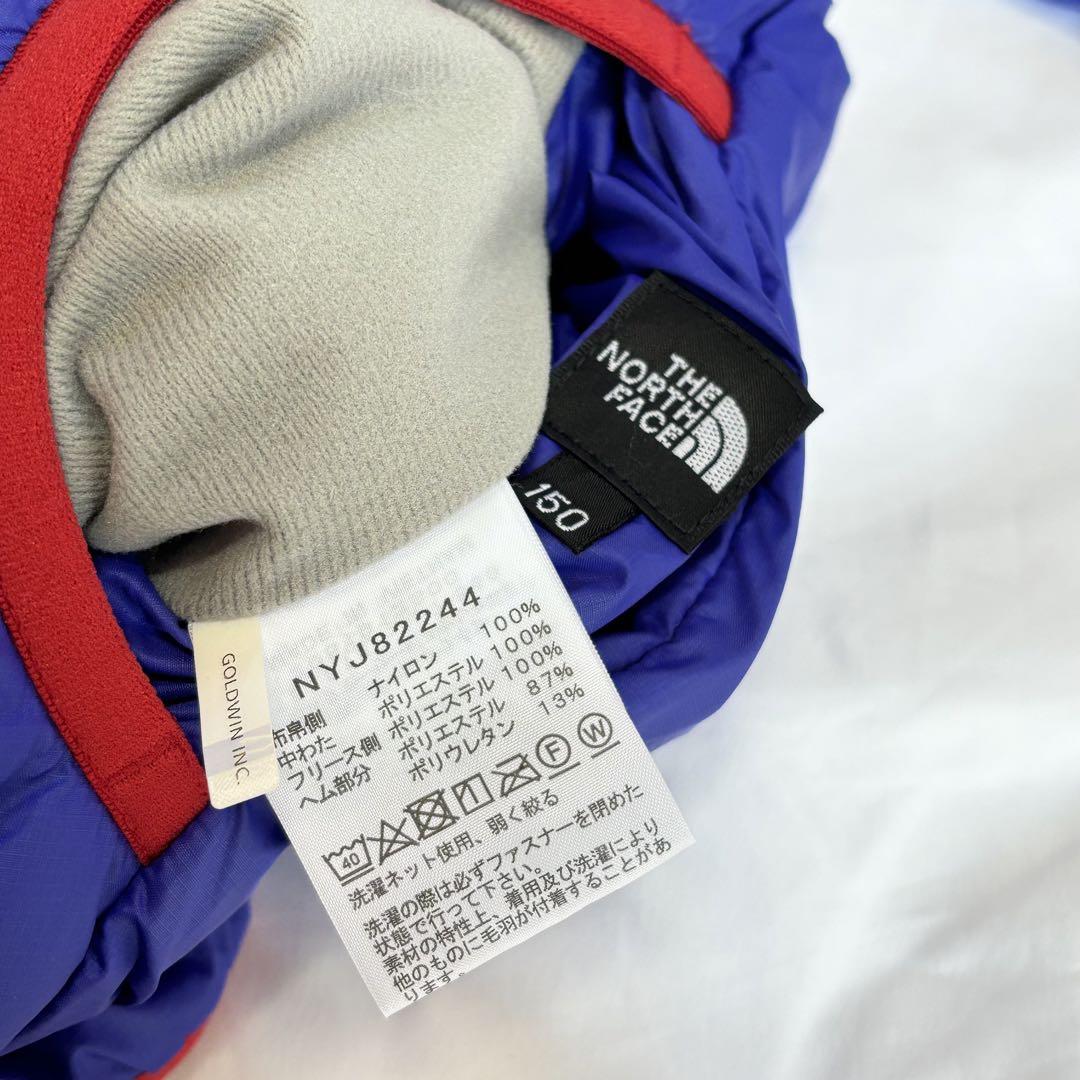 THE
NORTH
FACE
150
GOLDWIN INC.
NYJ82244
布帛側 ナイロン 100%
中わた ポリエステル 100%
フリース側 ポリエステル 100%
ヘム部分 ポリエステル 87%
ポリウレタン 13%
40 F W
洗濯ネット使用、弱く絞る
洗濯の際は必ずファスナーを閉めた
状態で行って下さい。
素材の特性上、着用及び洗濯により
他のものに毛羽が付着することがあ
ります。